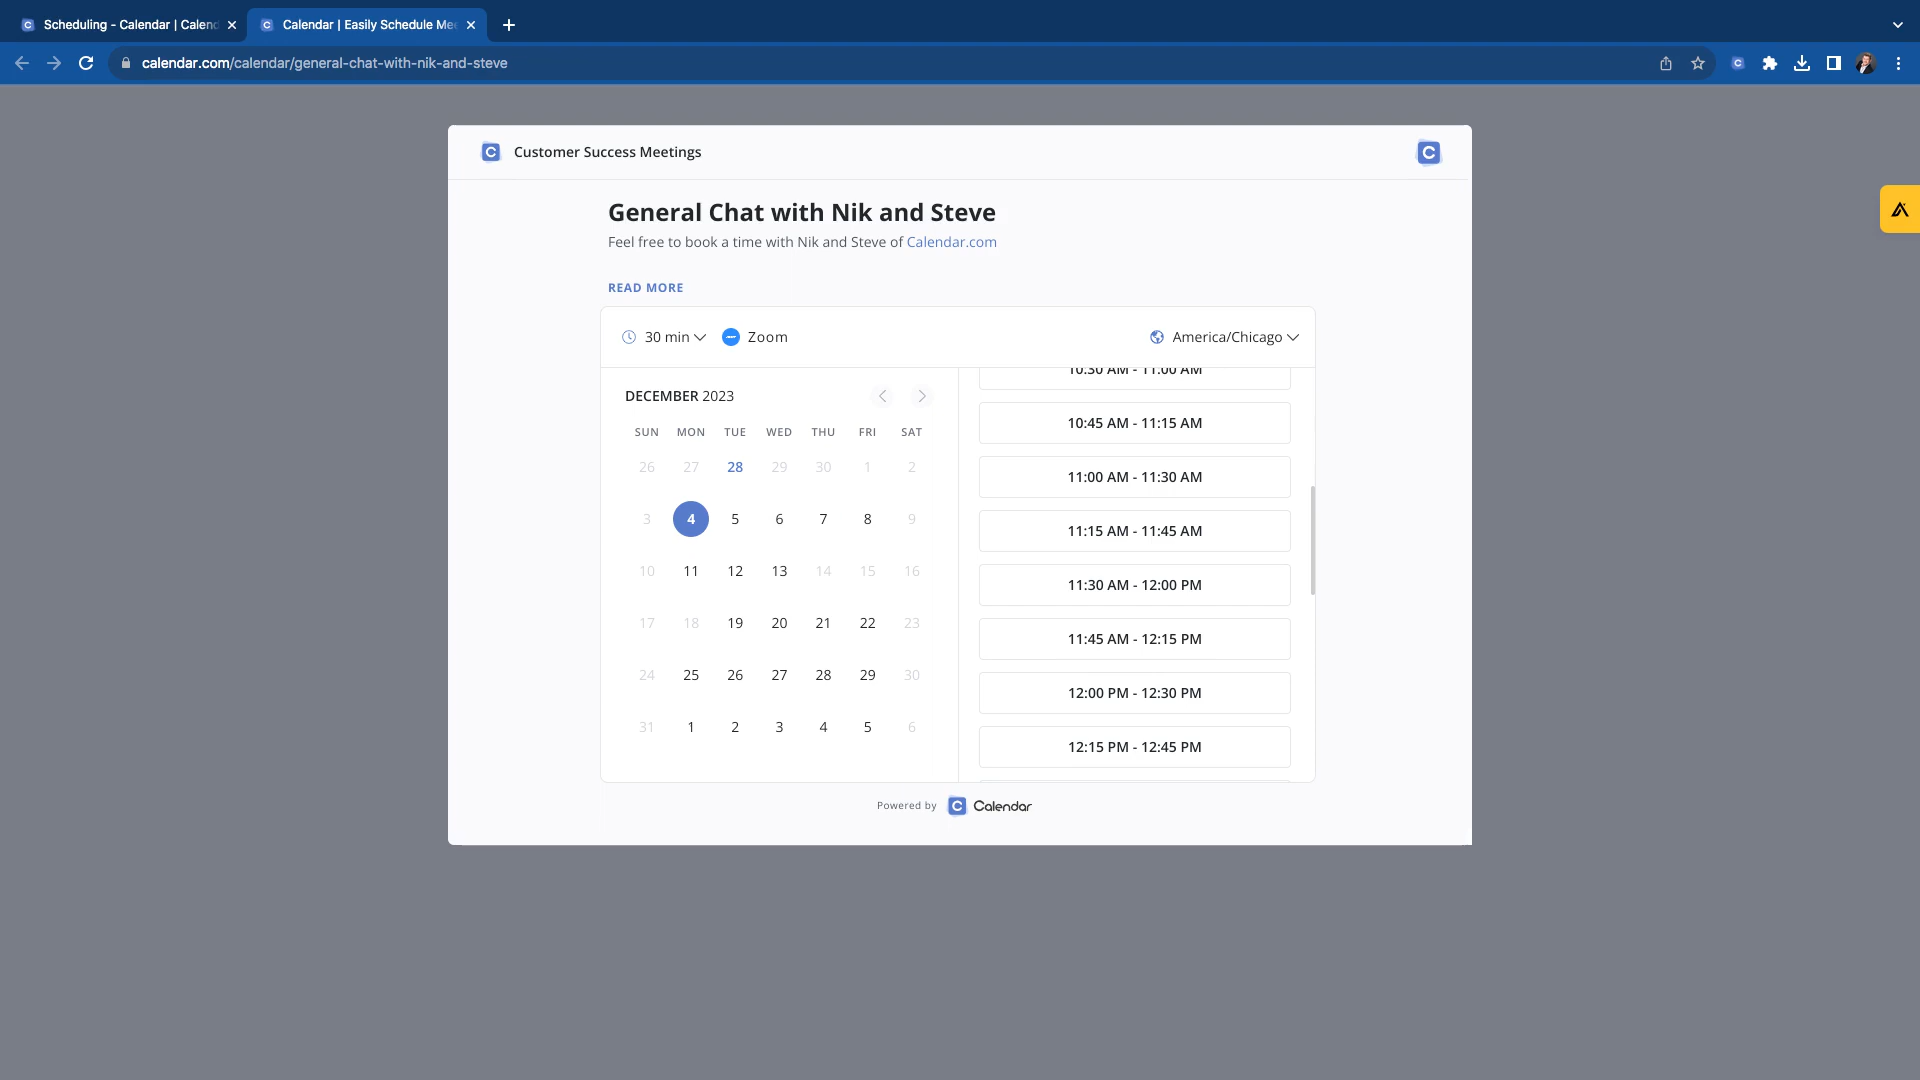 Scheduling - Calendar | Calend
Calendar | Easily Schedule Mee
calendar.com/calendar/general-chat-with-nik-and-steve
Customer Success Meetings
General Chat with Nik and Steve
Feel free to book a time with Nik and Steve of Calendar.com
READ MORE
30 min
Zoom
America/Chicago
DECEMBER 2023
SUN MON TUE WED THU FRI SAT
26 27 28 29 30 1 2
3 4 5 6 7 8 9
10 11 12 13 14 15 16
17 18 19 20 21 22 23
24 25 26 27 28 29 30
31 1 2 3 4 5 6
10:30 AM - 11:00 AM
10:45 AM - 11:15 AM
11:00 AM - 11:30 AM
11:15 AM - 11:45 AM
11:30 AM - 12:00 PM
11:45 AM - 12:15 PM
12:00 PM - 12:30 PM
12:15 PM - 12:45 PM
Powered by Calendar